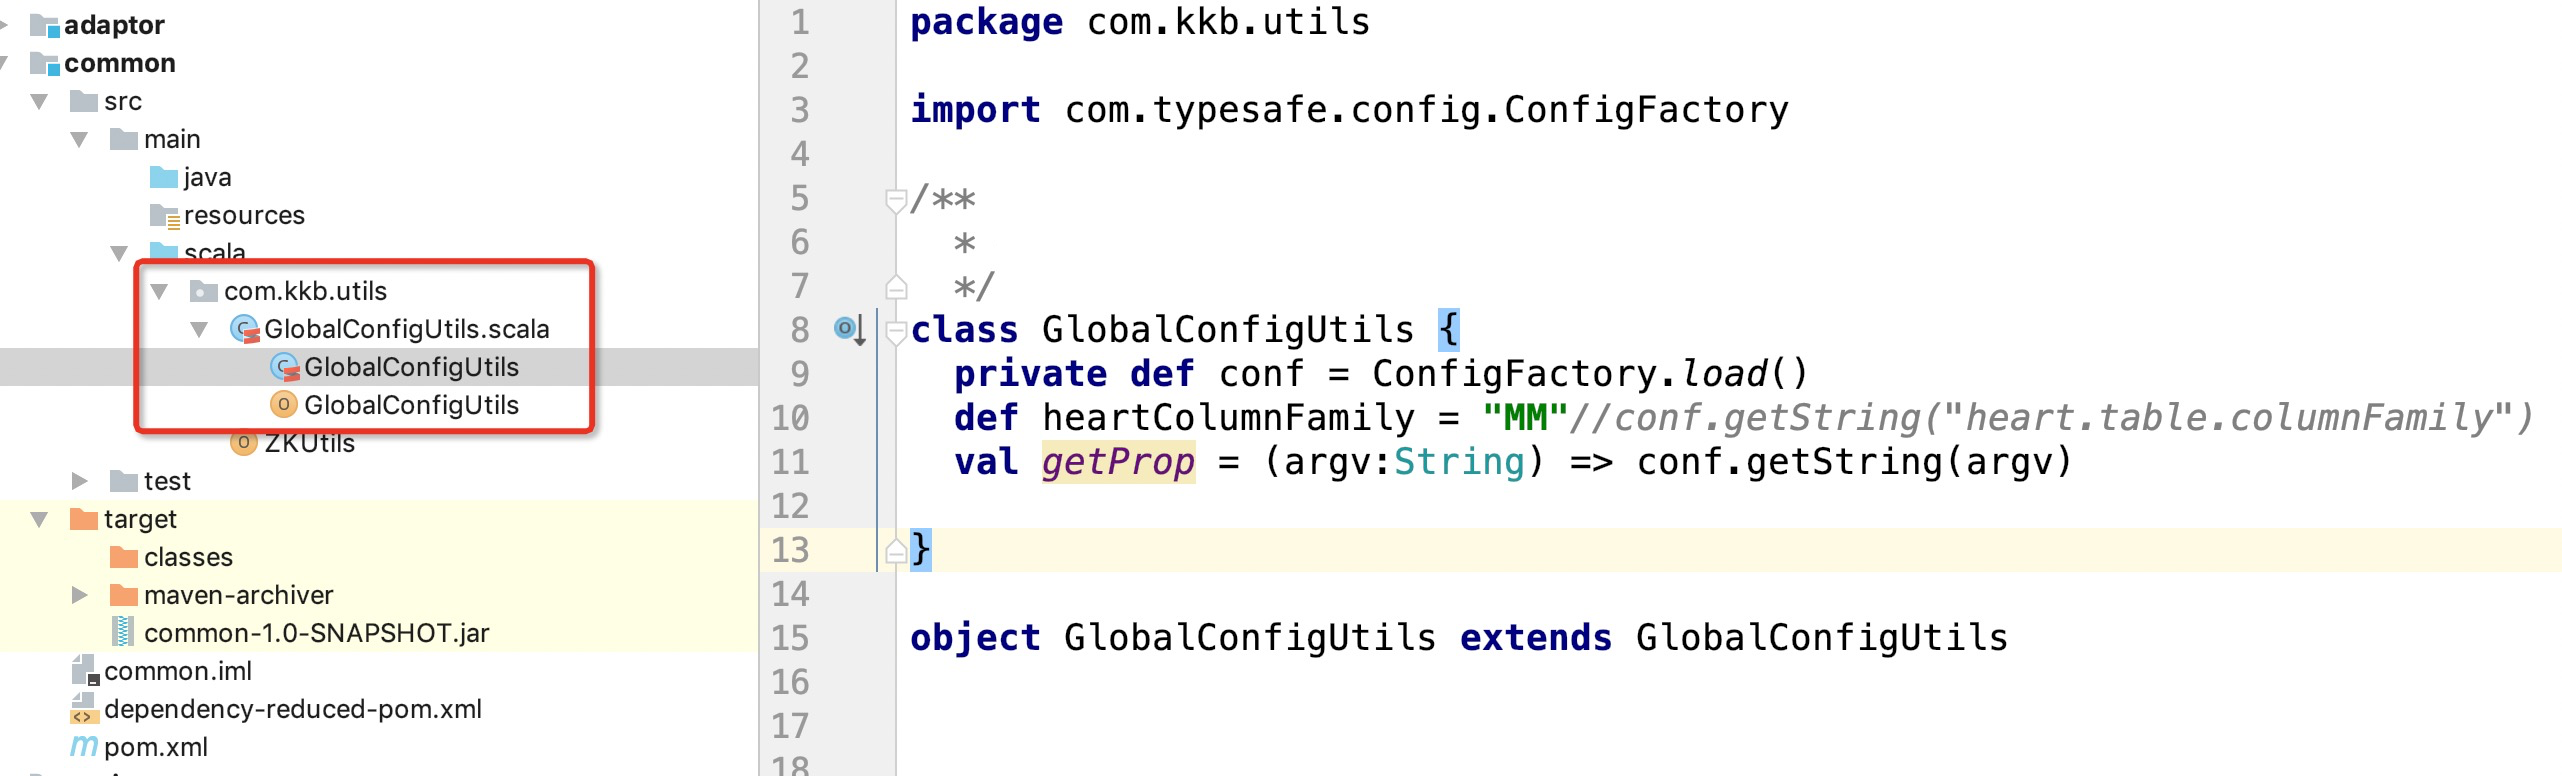 adaptor
common
src
main
java
resources
scala
com.kkb.utils
GlobalConfigUtils.scala
GlobalConfigUtils
GlobalConfigUtils
ZKUtils
test
target
classes
maven-archiver
common-1.0-SNAPSHOT.jar
common.iml
dependency-reduced-pom.xml
pom.xml
1 package com.kkb.utils
2
3 import com.typesafe.config.ConfigFactory
4
5 /**
6 *
7 */
8 class GlobalConfigUtils {
9 private def conf = ConfigFactory.load()
10 def heartColumnFamily = "MM"//conf.getString("heart.table.columnFamily")
11 val getProp = (argv:String) => conf.getString(argv)
12
13 }
14
15 object GlobalConfigUtils extends GlobalConfigUtils
16
17
18